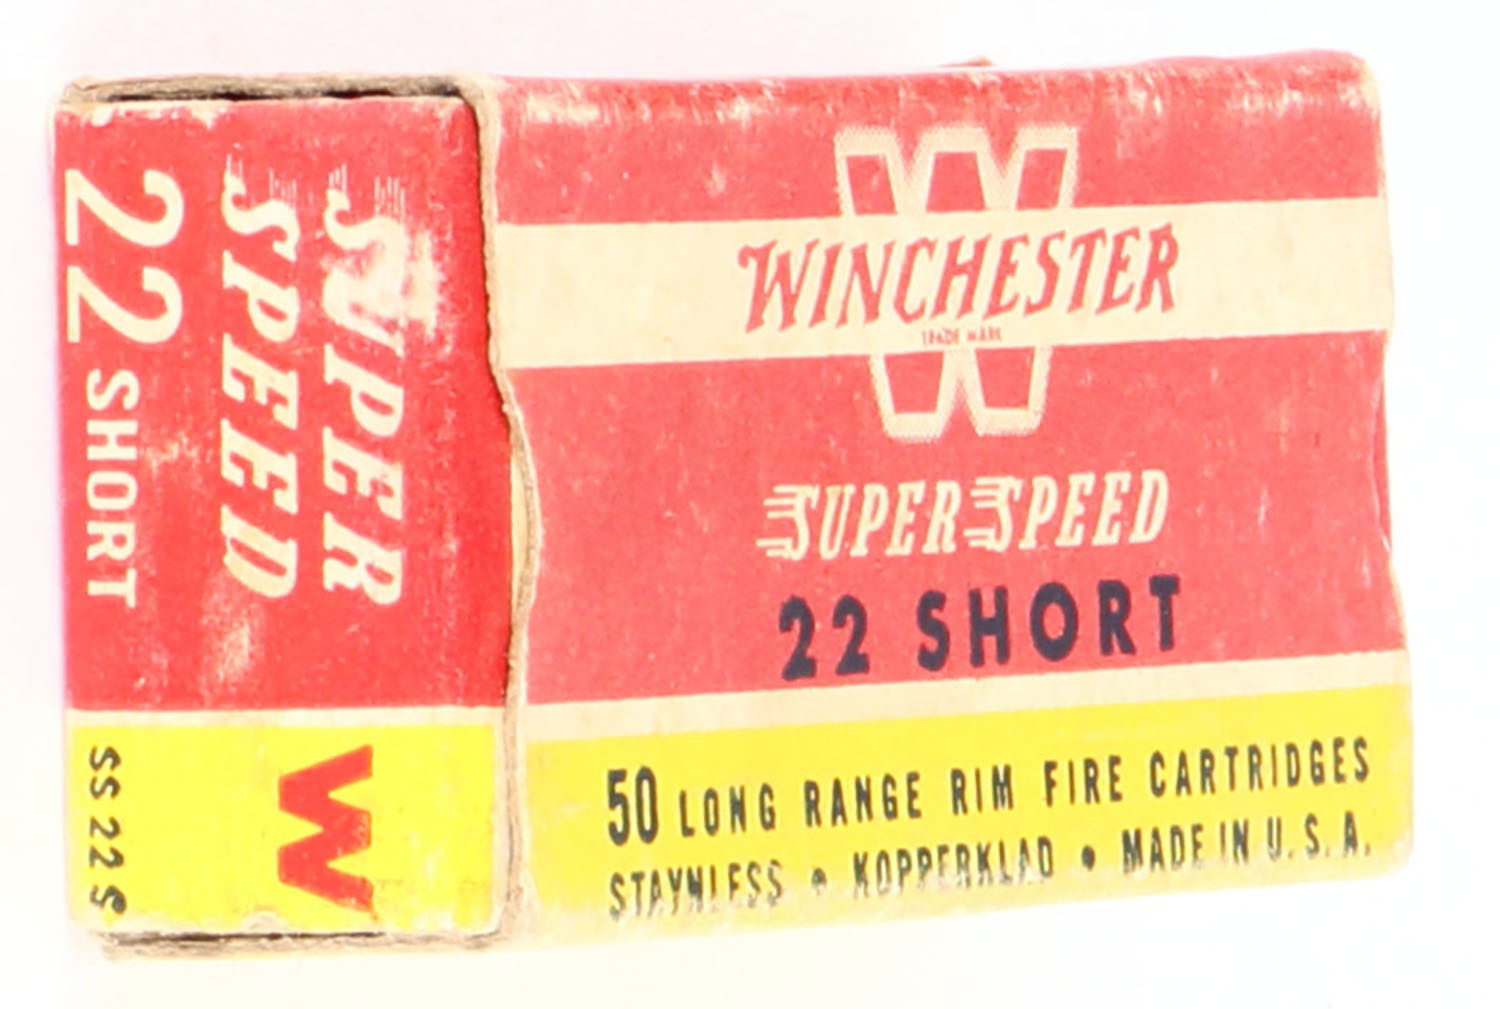 SUPER
SPEED
22 SHORT
W
SS 22 S
W
WINCHESTER
TRADE MARK
SUPER SPEED
22 SHORT
50 LONG RANGE RIM FIRE CARTRIDGES
STAYNLESS • KOPPERKLAD • MADE IN U.S.A.